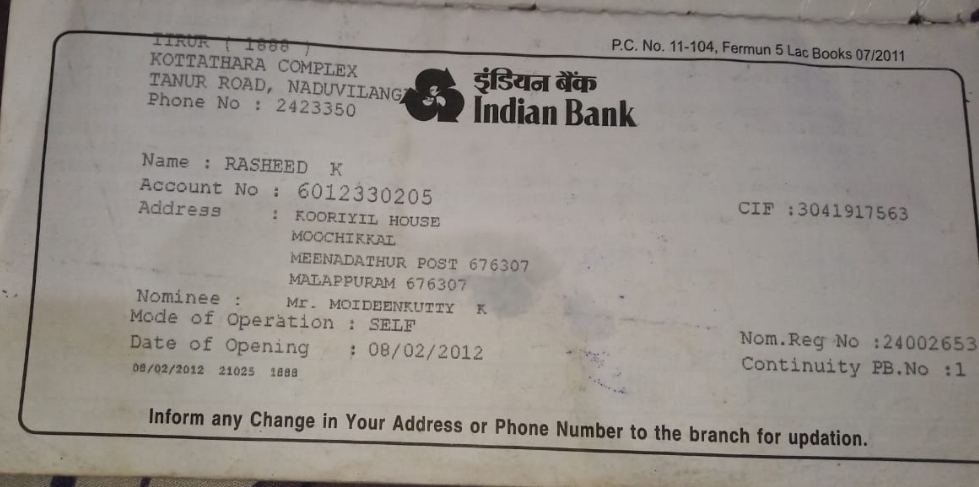 P.C. No. 11-104, Fermun 5 Lac Books 07/2011
TIRUR ( 1888 )
KOTTATHARA COMPLEX
TANUR ROAD, NADUVILANG
Phone No : 2423350
इंडियन बैंक
Indian Bank
Name : RASHEED K
Account No : 6012330205
CIF :3041917563
Address : KOORIYIL HOUSE
MOOCHIKKAL
MEENADATHUR POST 676307
MALAPPURAM 676307
Nominee : Mr. MOIDEENKUTTY K
Mode of Operation : SELF
Nom.Reg No :24002653
Date of Opening : 08/02/2012
Continuity PB.No :1
08/02/2012 21025 1888
Inform any Change in Your Address or Phone Number to the branch for updation.